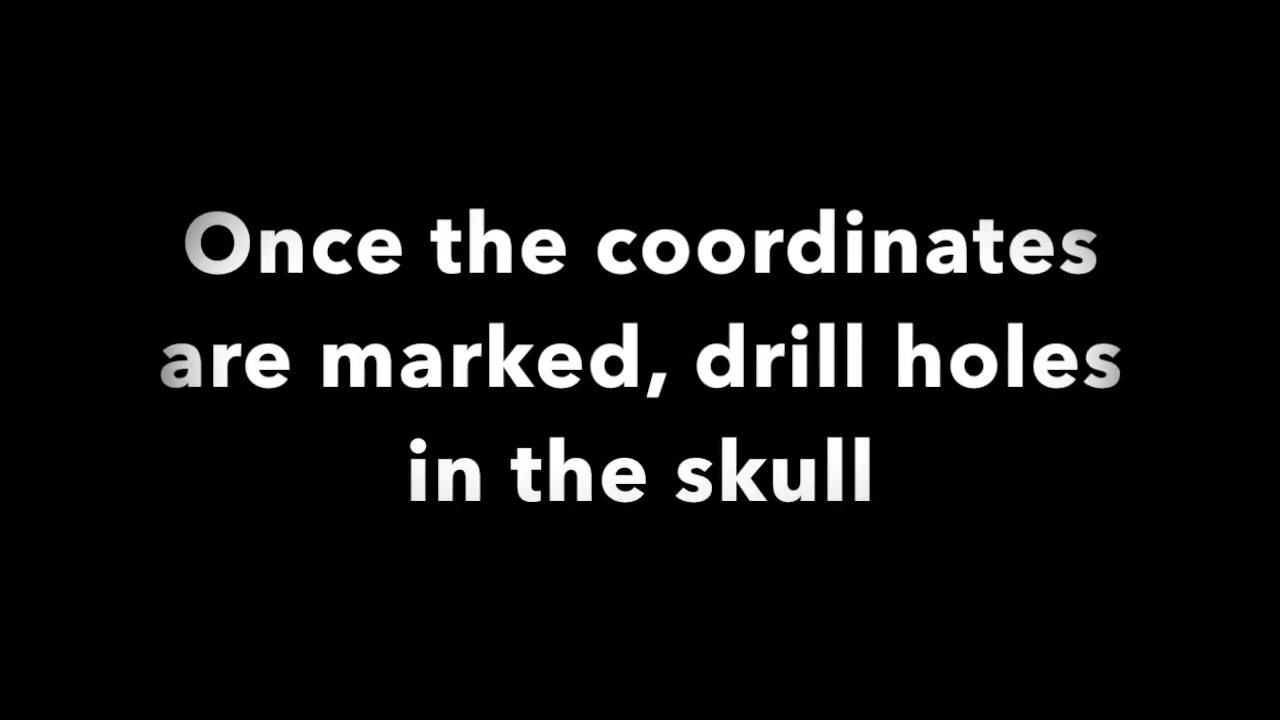 Once the coordinates
are marked, drill holes
in the skull